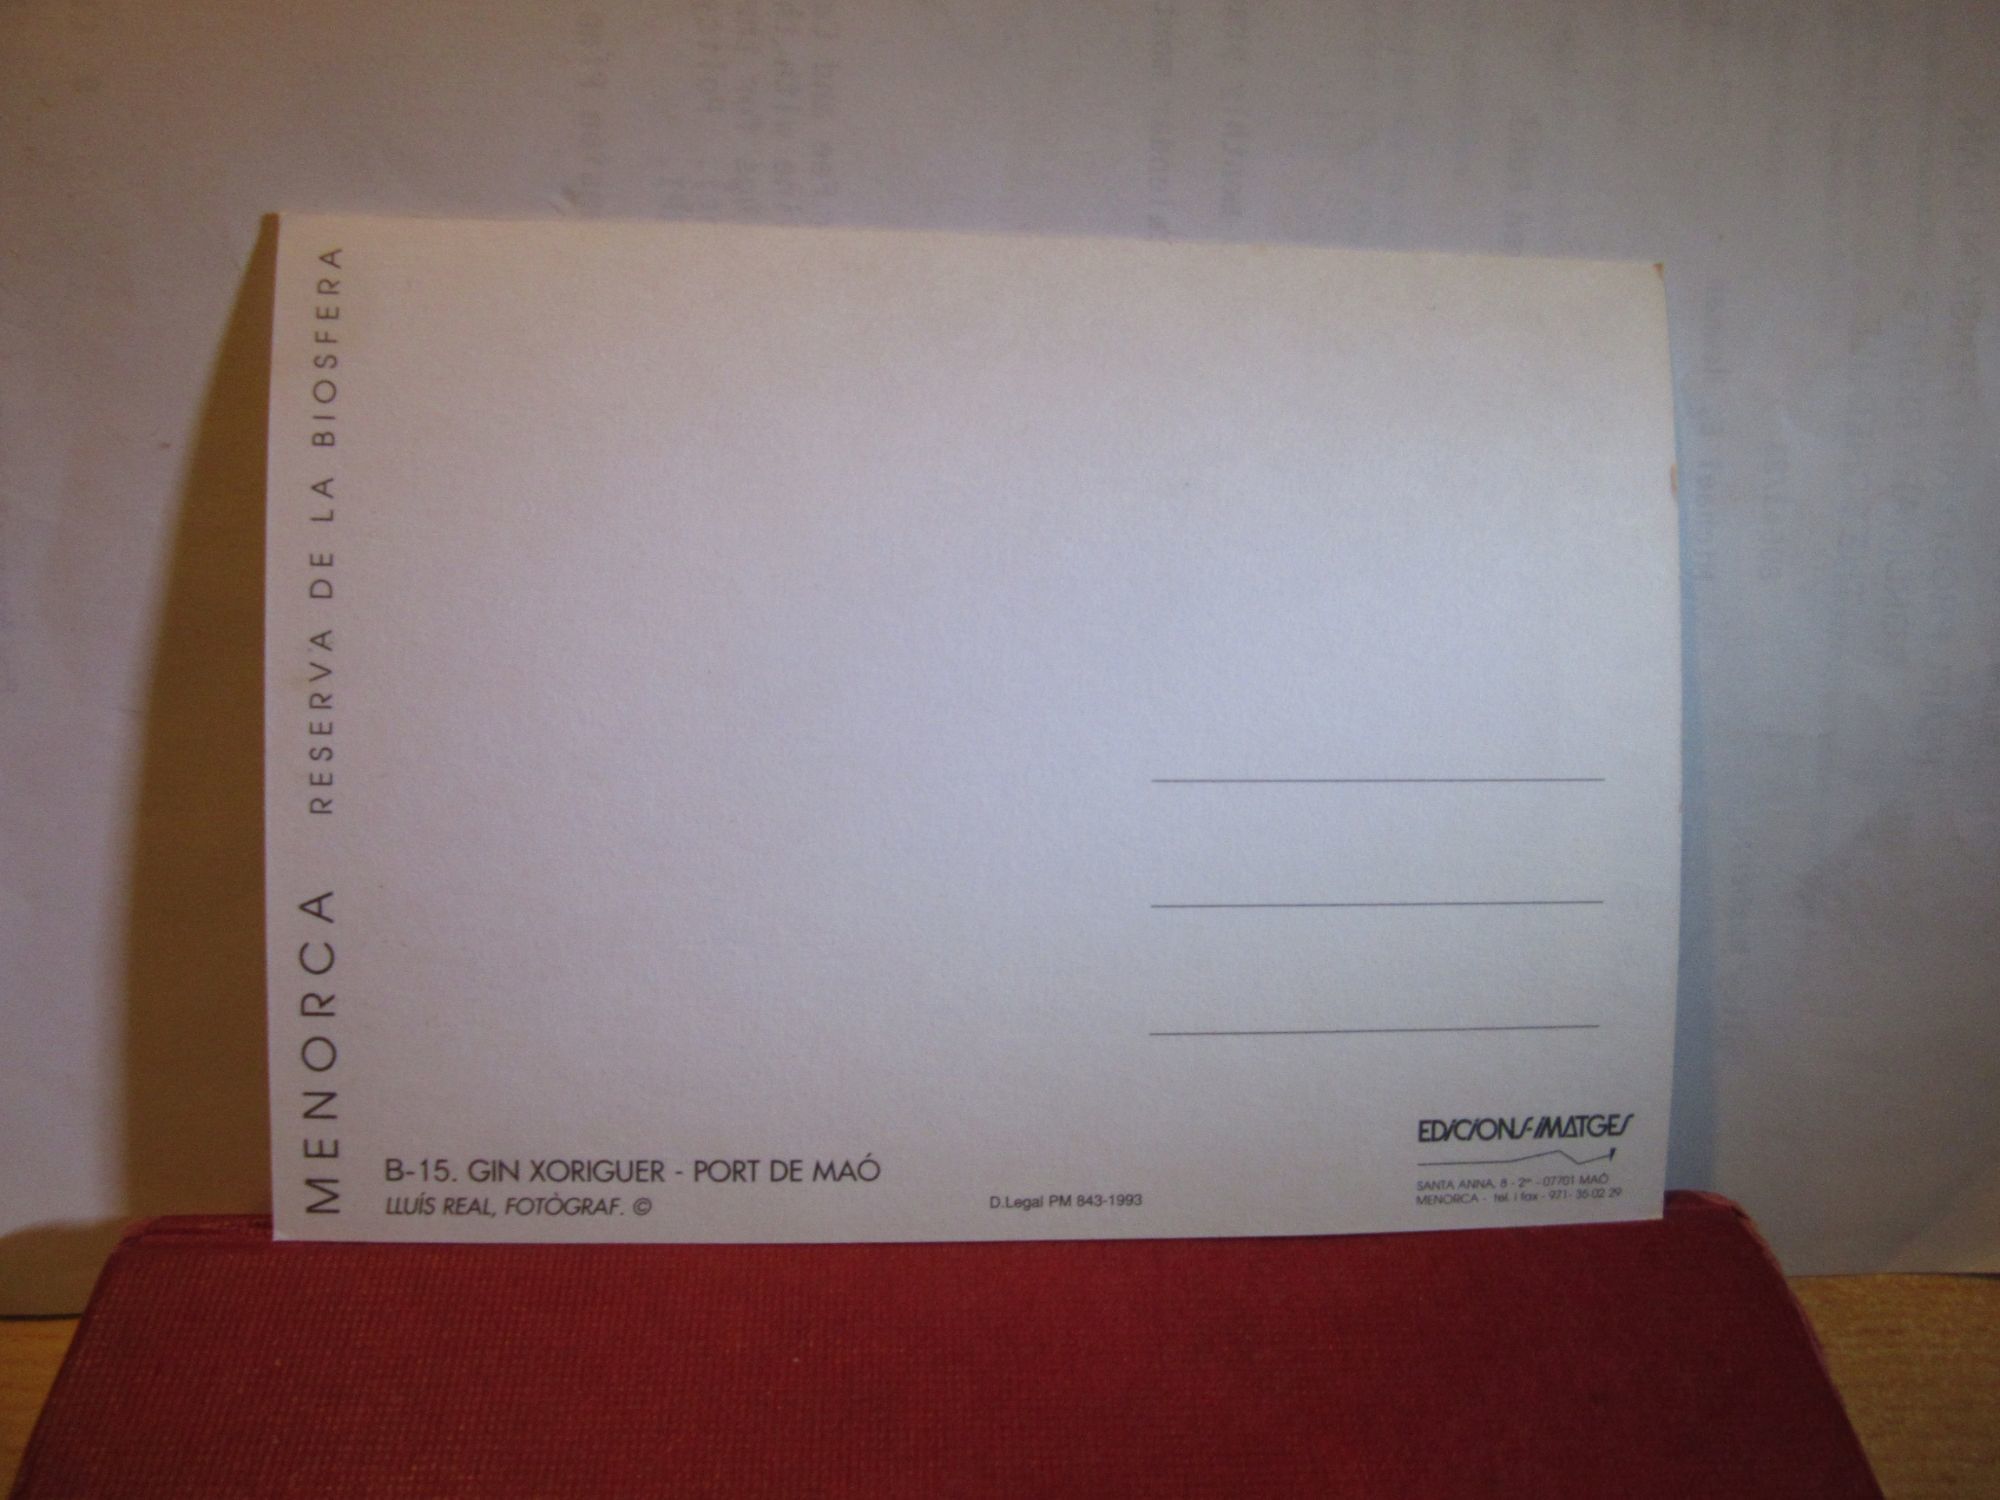 MENORCA RESERVA DE LA BIOSFERA
B-15. GIN XORIGUER - PORT DE MAÓ
LLUÍS REAL, FOTÒGRAF. ©
D.Legal PM 843-1993
EDICIONS-IMATGES
SANTA ANNA, 8 - 2ⁿ - 07701 MAÓ
MENORCA - tel. i fax - 971- 36 02 29